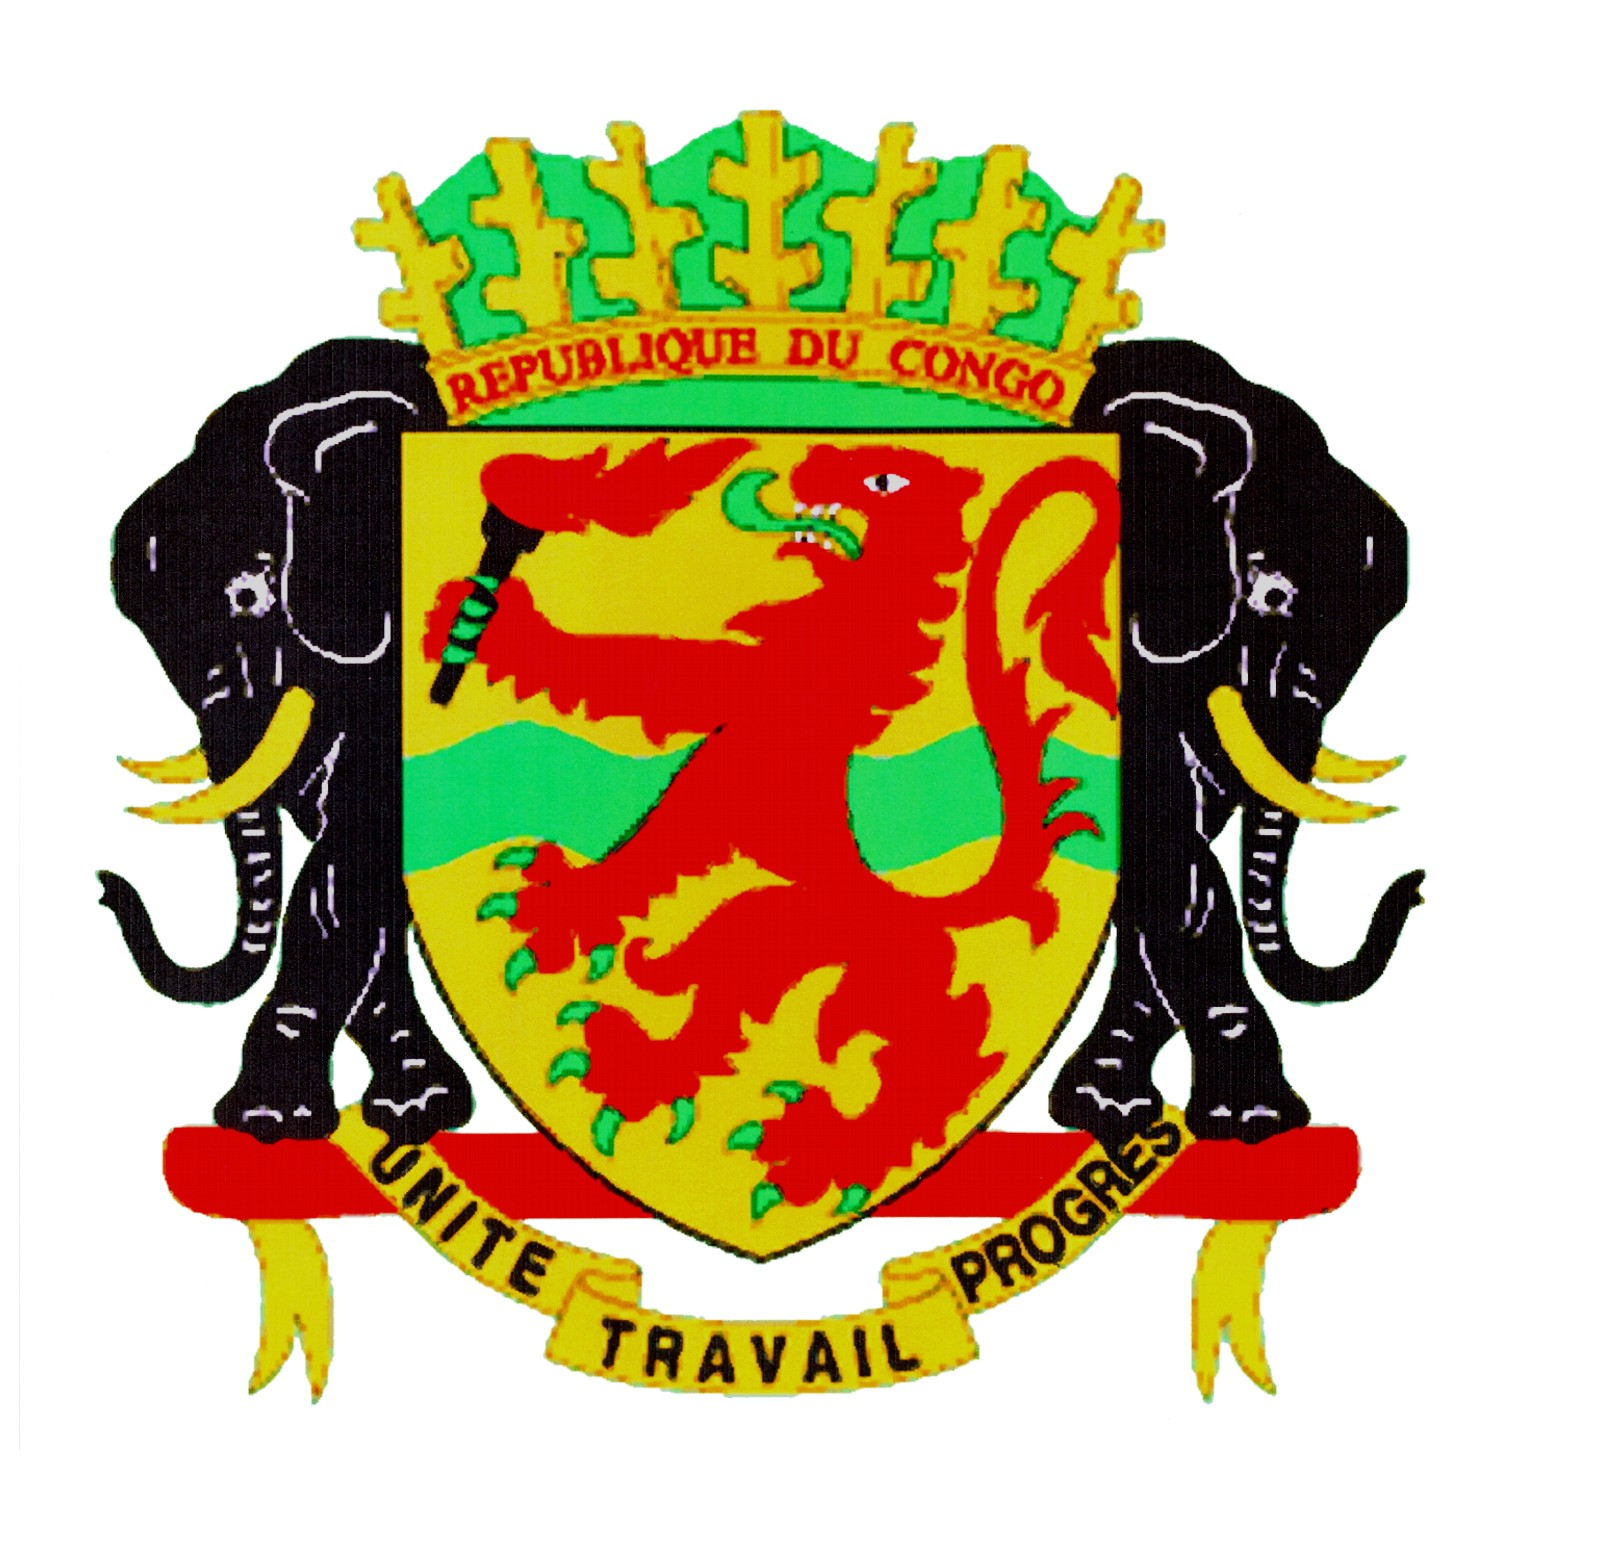 REPUBLIQUE DU CONGO
UNITE
TRAVAIL
PROGRES